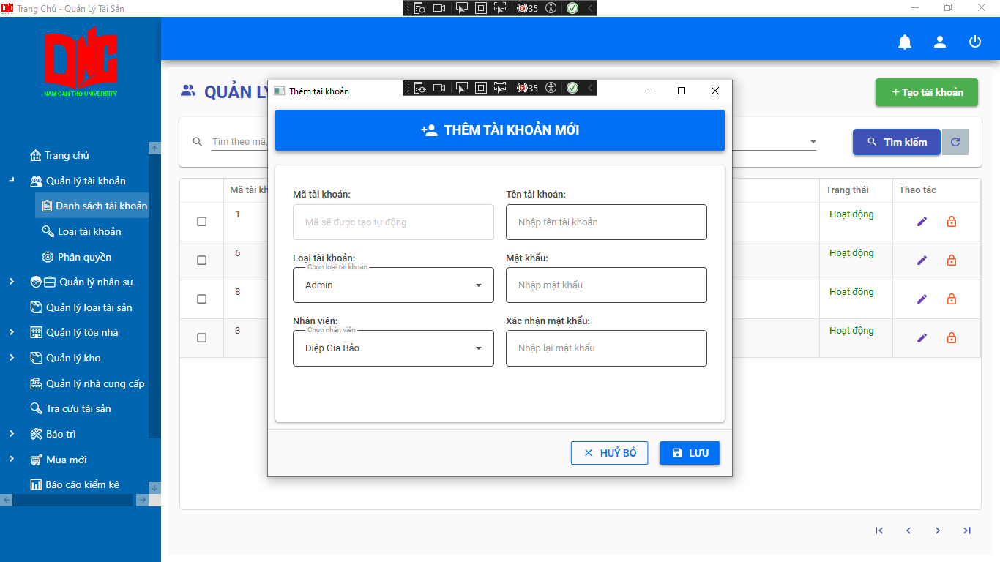 Trang Chủ - Quản Lý Tài Sản
35
DNC
NAM CAN THO UNIVERSITY
Trang chủ
Quản lý tài khoản
Danh sách tài khoản
Loại tài khoản
Phân quyền
Quản lý nhân sự
Quản lý loại tài sản
Quản lý tòa nhà
Quản lý kho
Quản lý nhà cung cấp
Tra cứu tài sản
Bảo trì
Mua mới
Báo cáo kiểm kê
QUẢN LÝ
+ Tạo tài khoản
Tìm theo mã,
Tìm kiếm
Mã tài kh
Trạng thái
Thao tác
1
Hoạt động
6
Hoạt động
8
Hoạt động
3
Hoạt động
Thêm tài khoản
35
THÊM TÀI KHOẢN MỚI
Mã tài khoản:
Tên tài khoản:
Mã sẽ được tạo tự động
Nhập tên tài khoản
Loại tài khoản:
Mật khẩu:
Chọn loại tài khoản
Admin
Nhập mật khẩu
Nhân viên:
Xác nhận mật khẩu:
Chọn nhân viên
Diệp Gia Bảo
Nhập lại mật khẩu
HUỶ BỎ
LƯU